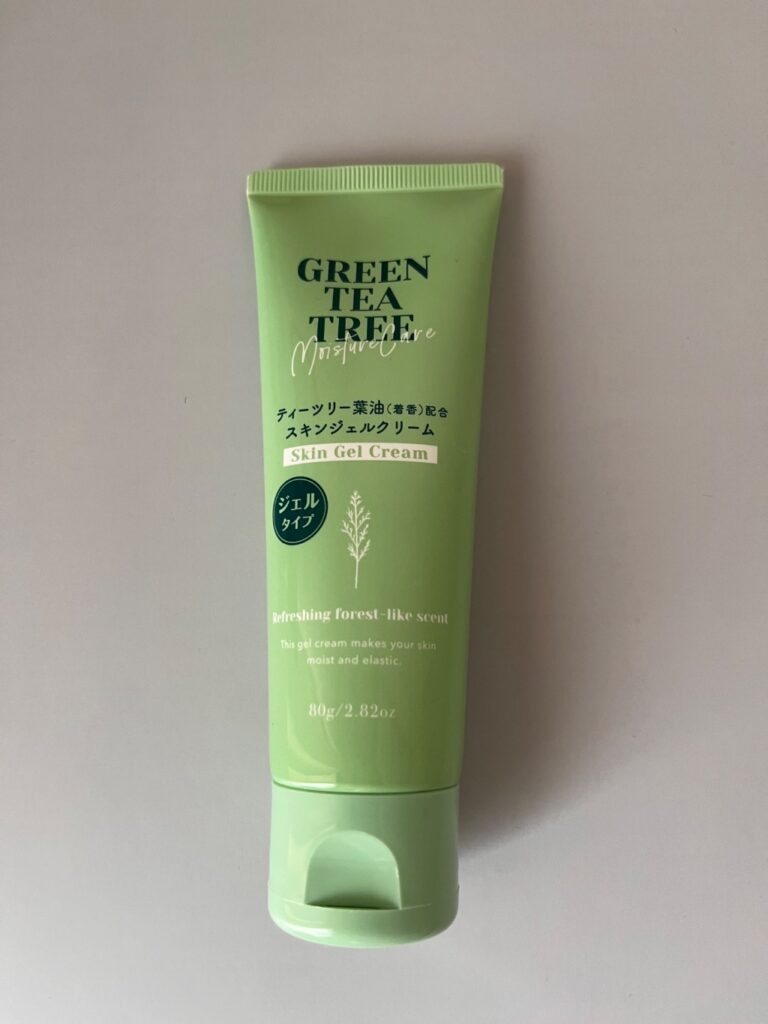 GREEN
TEA
TREE
Moisture Care
ティーツリー葉油(着香)配合
スキンジェルクリーム
Skin Gel Cream
ジェル
タイプ
Refreshing forest-like scent
This gel cream makes your skin
moist and elastic.
80g/2.82oz